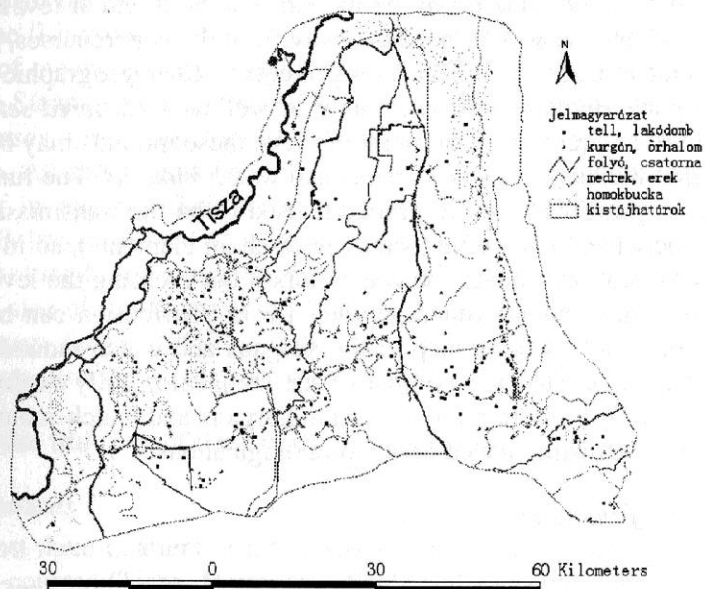 N
Jelmagyarázat
tell, lakódomb
kurgán, őrhalom
folyó, csatorna
medrek, erek
homokbucka
kistájhatárok
Tisza
30 0 30 60 Kilometers